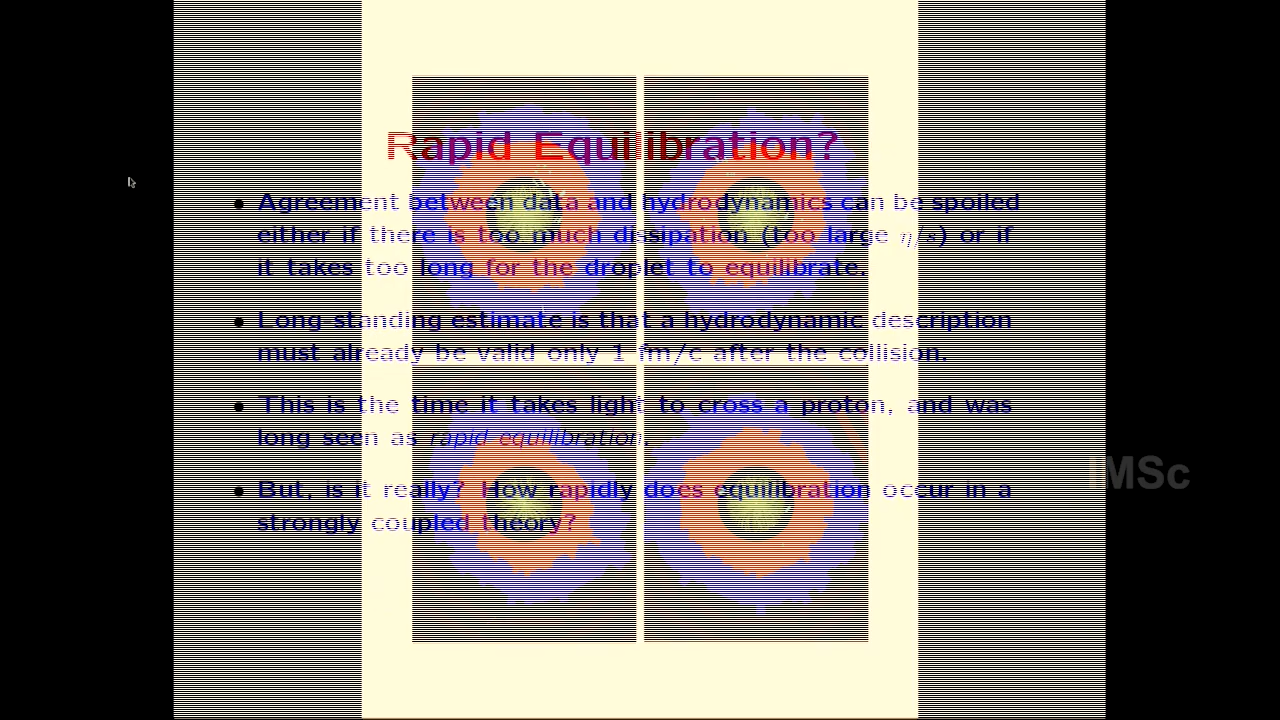 Rapid Equilibration?
• Agreement between data and hydrodynamics can be spoiled
either if there is too much dissipation (too large η/s) or if
it takes too long for the droplet to equilibrate.
• Long-standing estimate is that a hydrodynamic description
must already be valid only 1 fm/c after the collision.
• This is the time it takes light to cross a proton, and was
long seen as rapid equilibration.
• But, is it really? How rapidly does equilibration occur in a
strongly coupled theory?
IMSc